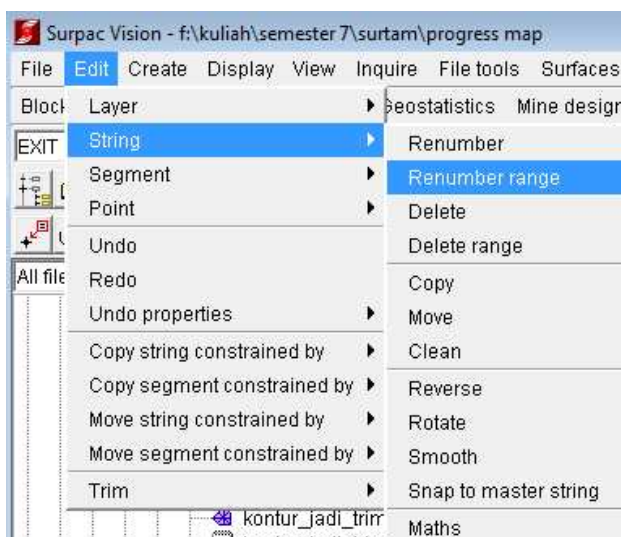 Surpac Vision - f:\kuliah\semester 7\surtam\progress map
File Edit Create Display View Inquire File tools Surfaces
Block Geostatistics Mine design
EXIT
All file
Layer
String
Segment
Point
Undo
Redo
Undo properties
Copy string constrained by
Copy segment constrained by
Move string constrained by
Move segment constrained by
Trim
Renumber
Renumber range
Delete
Delete range
Copy
Move
Clean
Reverse
Rotate
Smooth
Snap to master string
Maths
kontur_jadi_trim